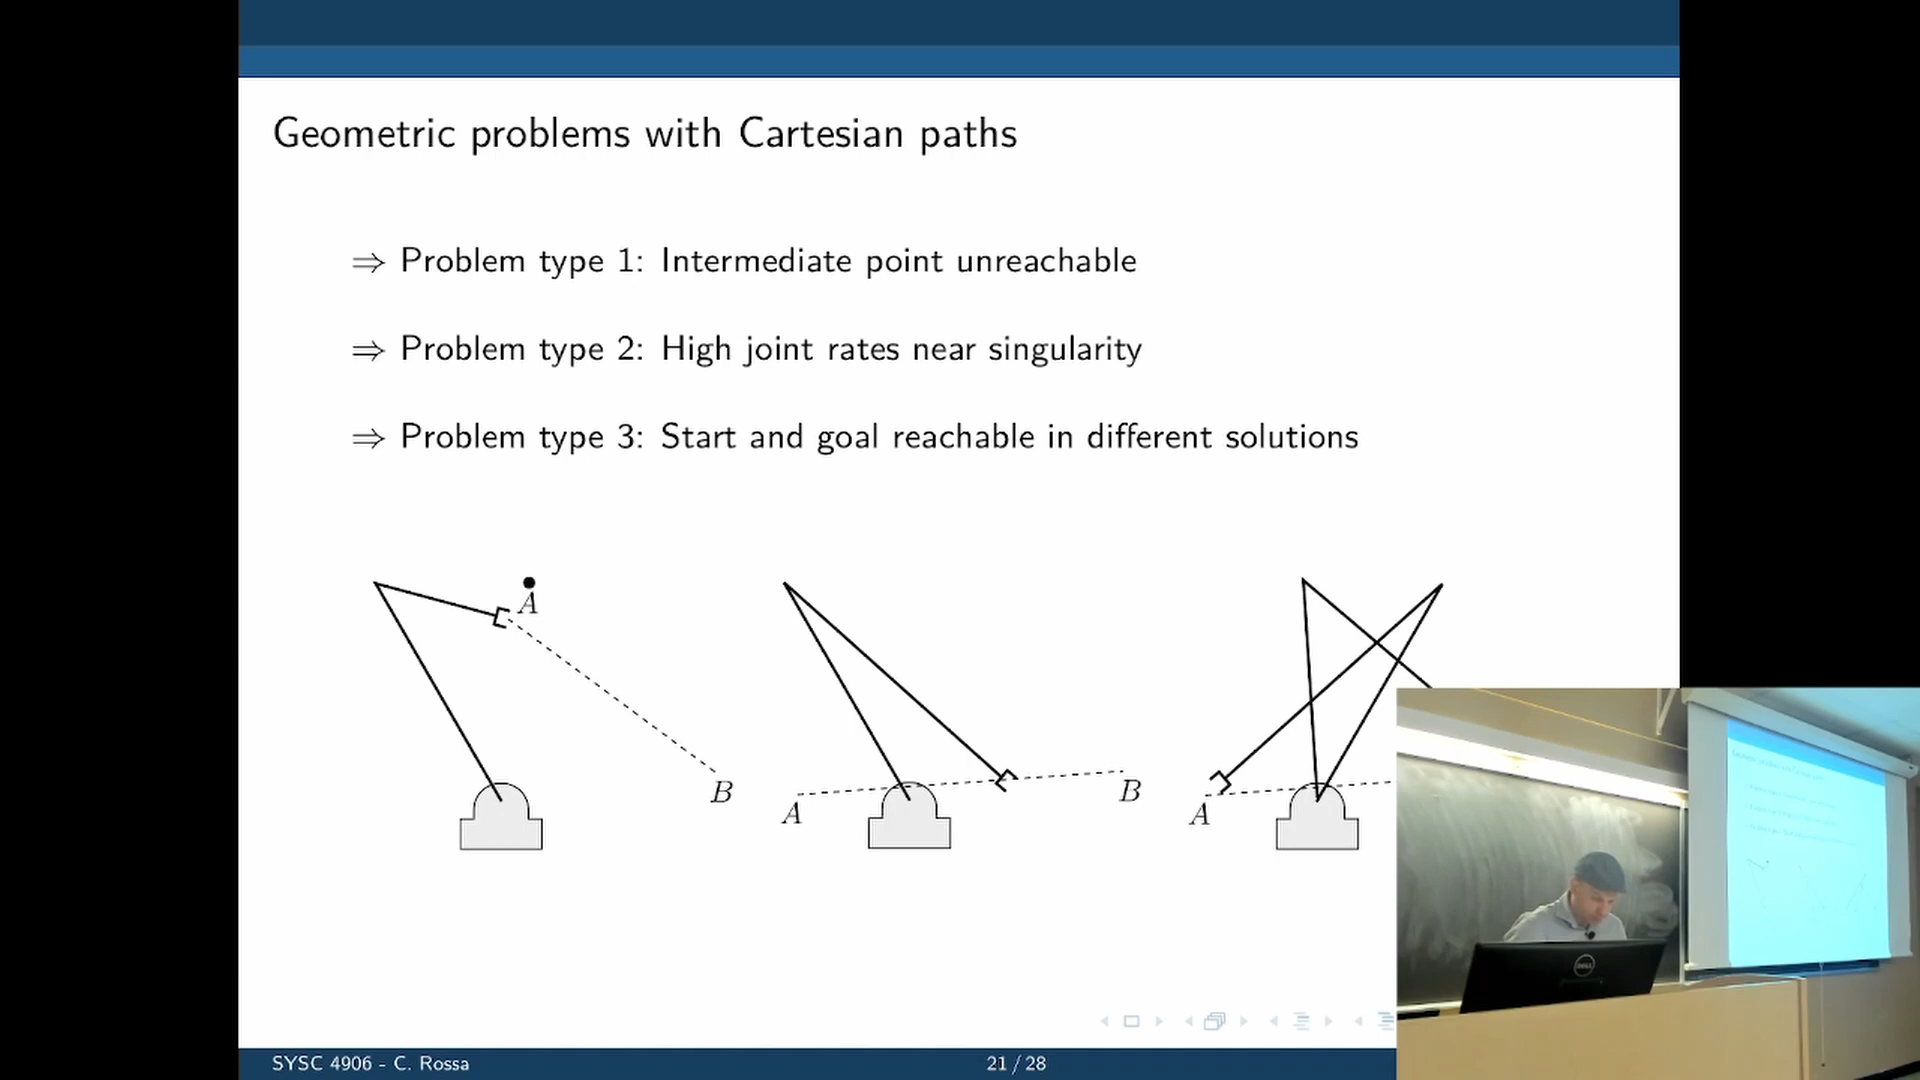 Geometric problems with Cartesian paths
⇒ Problem type 1: Intermediate point unreachable
⇒ Problem type 2: High joint rates near singularity
⇒ Problem type 3: Start and goal reachable in different solutions
A
B
A
B
A
SYSC 4906 - C. Rossa
21 / 28
DELL